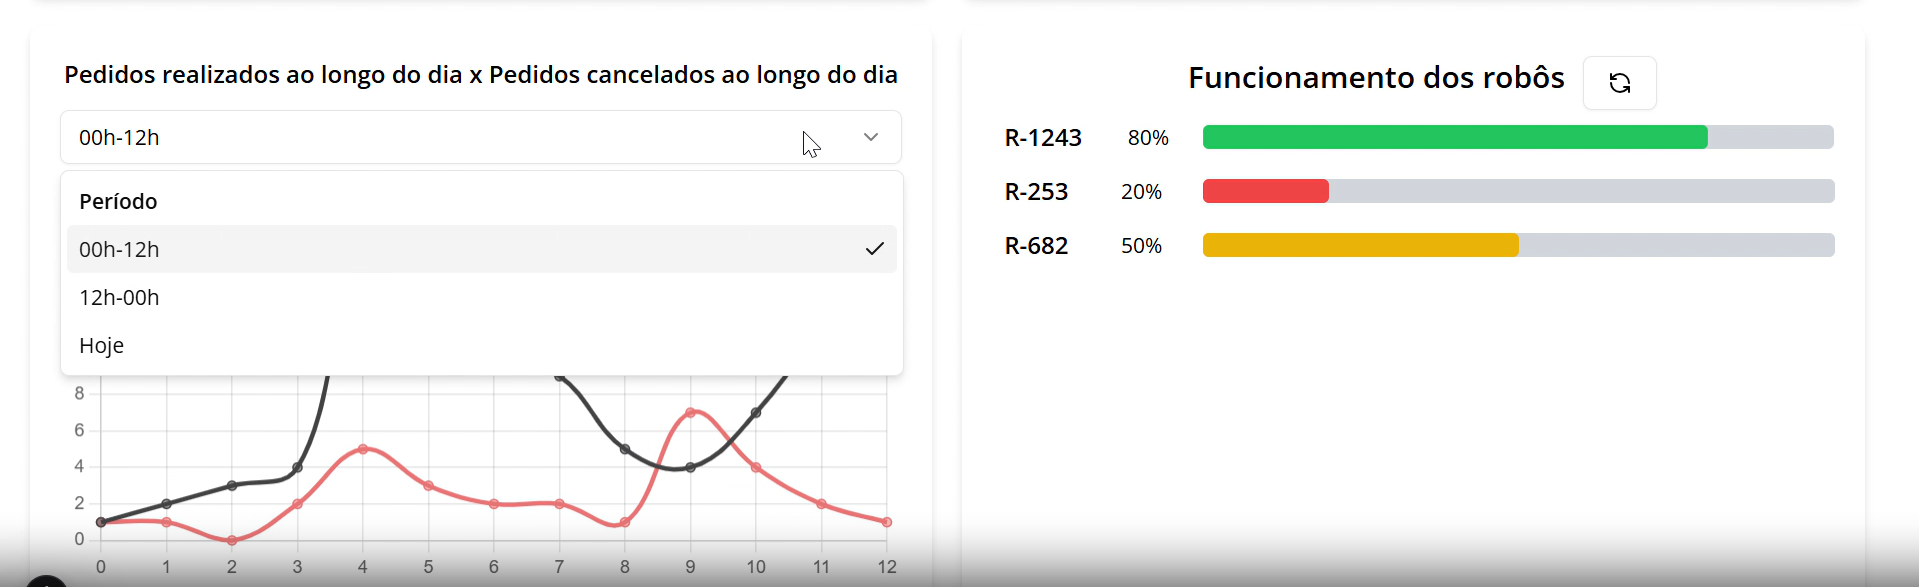 Pedidos realizados ao longo do dia x Pedidos cancelados ao longo do dia
00h-12h
Período
00h-12h
12h-00h
Hoje
8
6
4
2
0
0 1 2 3 4 5 6 7 8 9 10 11 12
Funcionamento dos robôs
R-1243 80%
R-253 20%
R-682 50%